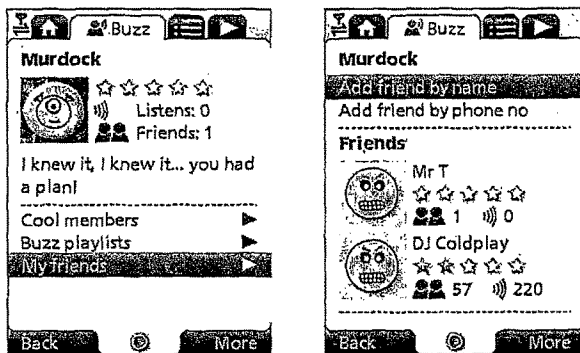 Buzz
Murdock
Listens: 0
Friends: 1
I knew it, I knew it... you had
a plan!
Cool members
Buzz playlists
My friends
Back
More
Buzz
Murdock
Add friend by name
Add friend by phone no
Friends
Mr T
1
0
DJ Coldplay
57
220
Back
More